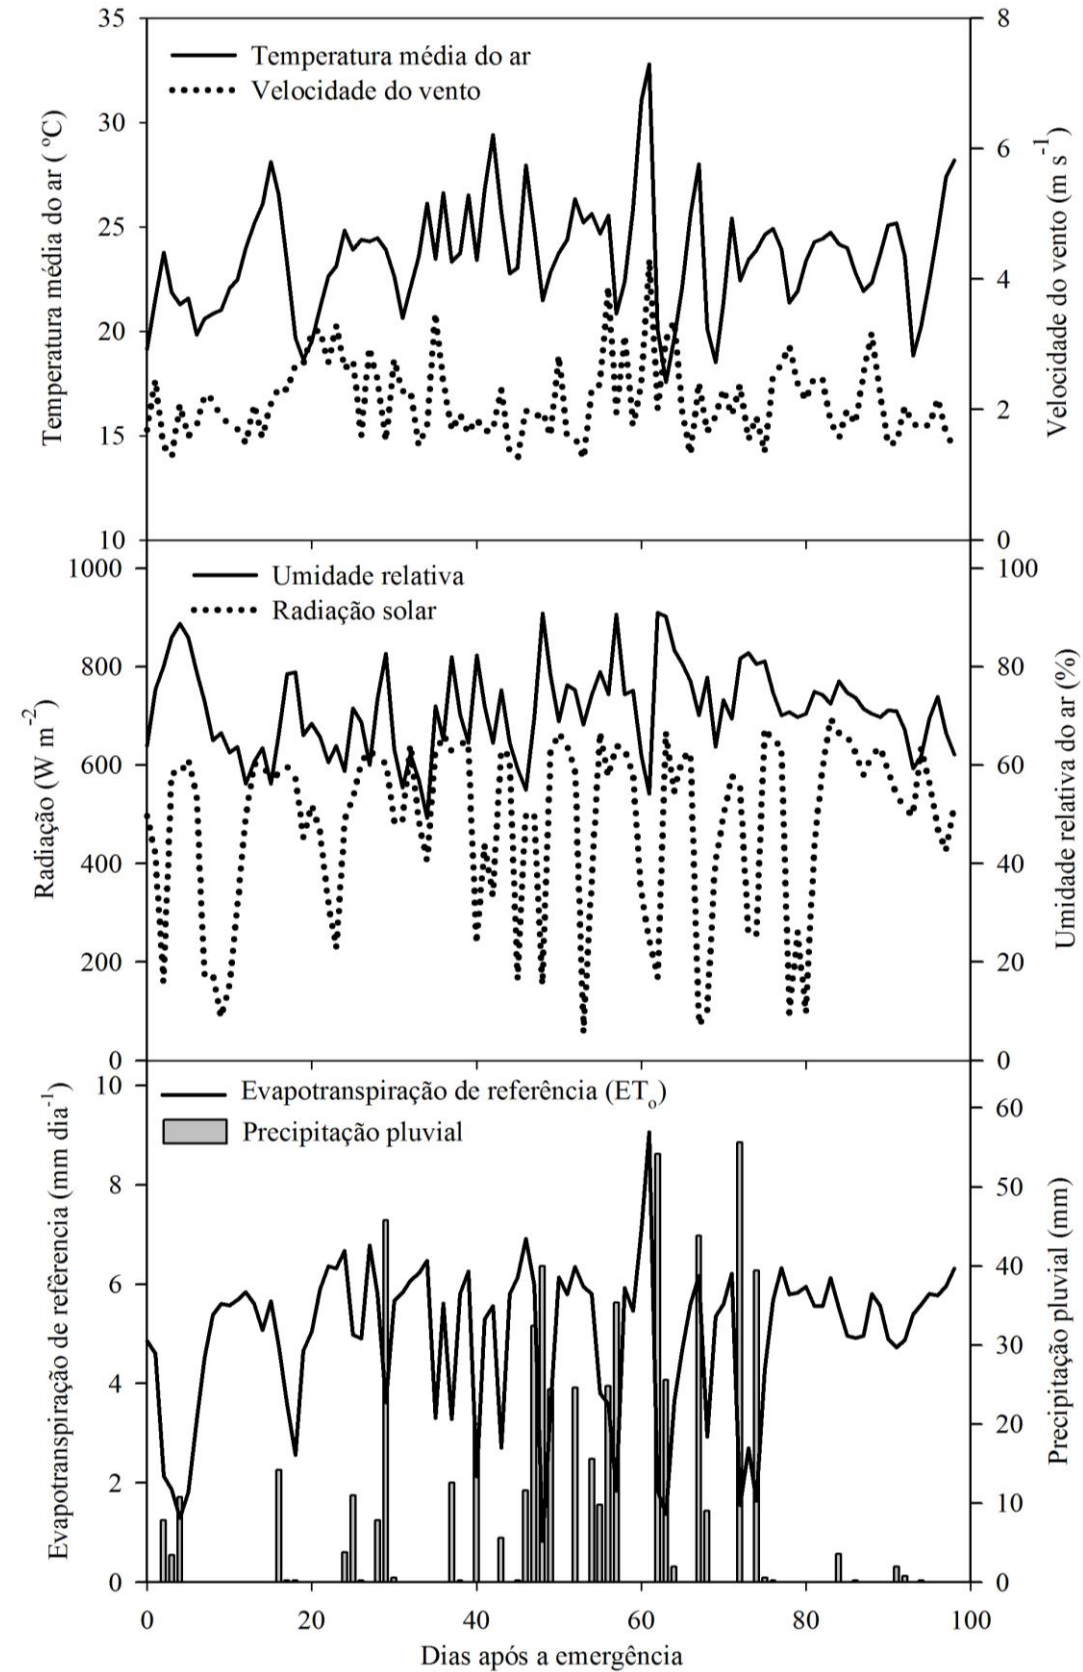 35
30
25
20
15
10
Temperatura média do ar ( ºC)
Temperatura média do ar
Velocidade do vento
8
6
4
2
0
Velocidade do vento (m s-1)
1000
800
600
400
200
0
Radiação (W m-2)
Umidade relativa
Radiação solar
100
80
60
40
20
0
Umidade relativa do ar (%)
10
8
6
4
2
0
Evapotranspiração de refêrencia (mm dia-1)
Evapotranspiração de referência (ETo)
Precipitação pluvial
60
50
40
30
20
10
0
Precipitação pluvial (mm)
0 20 40 60 80 100
Dias após a emergência